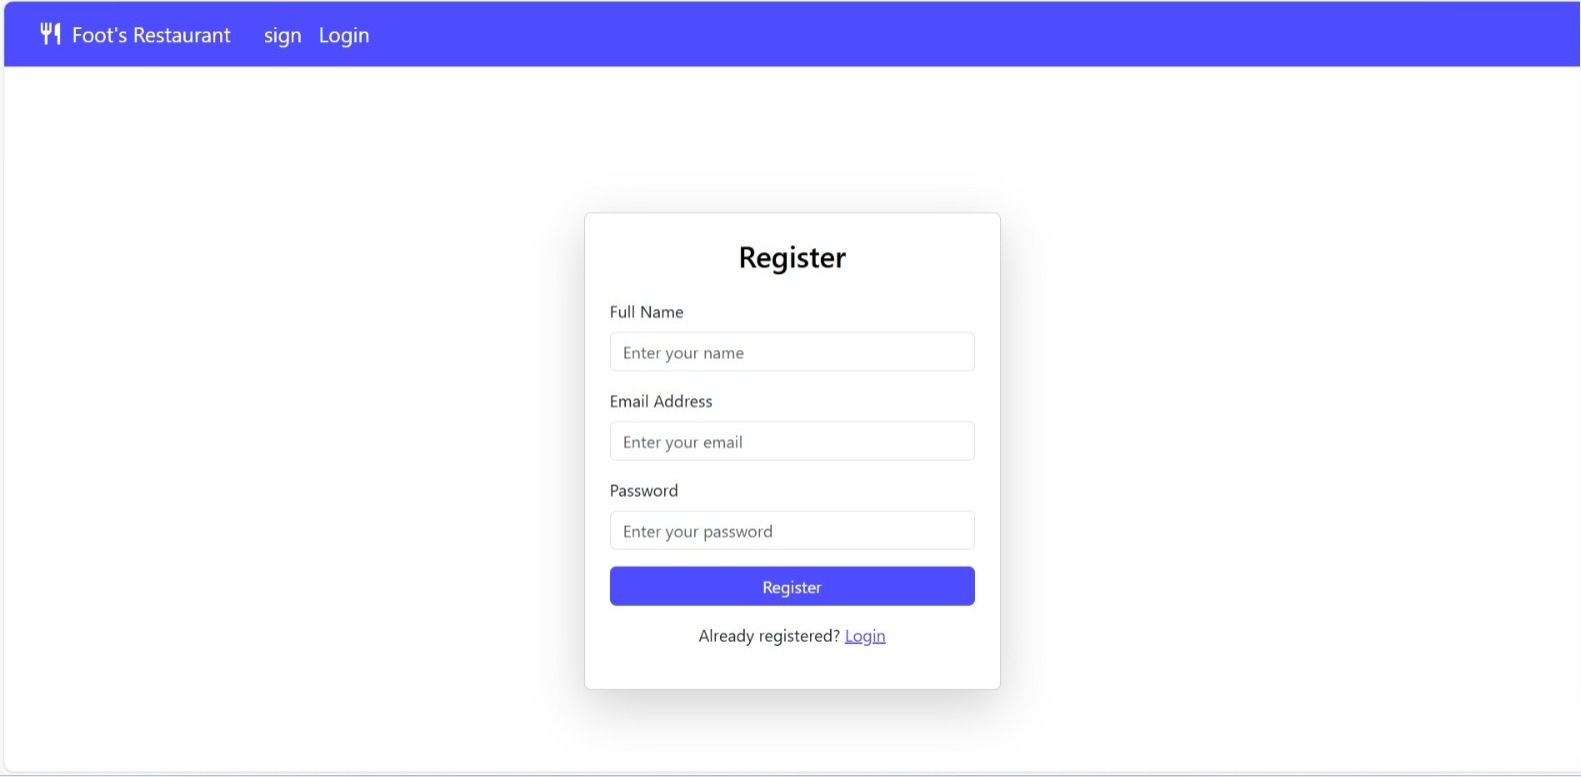 Foot's Restaurant sign Login
Register
Full Name
Enter your name
Email Address
Enter your email
Password
Enter your password
Register
Already registered? Login